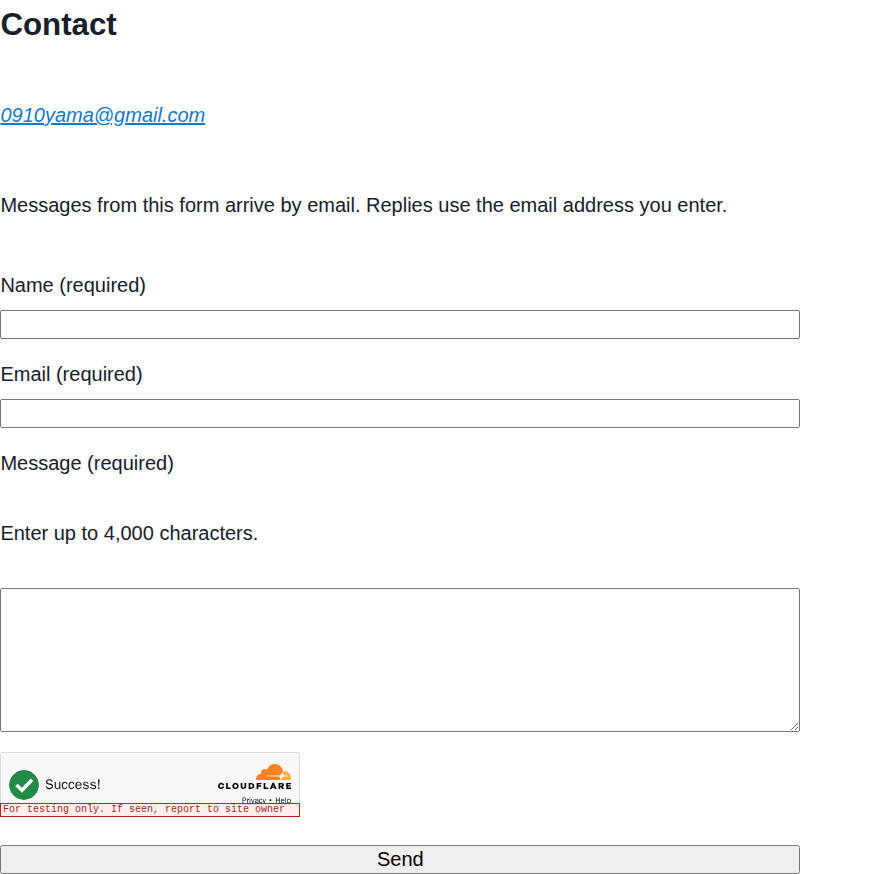 Contact
0910yama@gmail.com
Messages from this form arrive by email. Replies use the email address you enter.
Name (required)
Email (required)
Message (required)
Enter up to 4,000 characters.
Success!
CLOUDFLARE
Privacy • Help
For testing only. If seen, report to site owner
Send